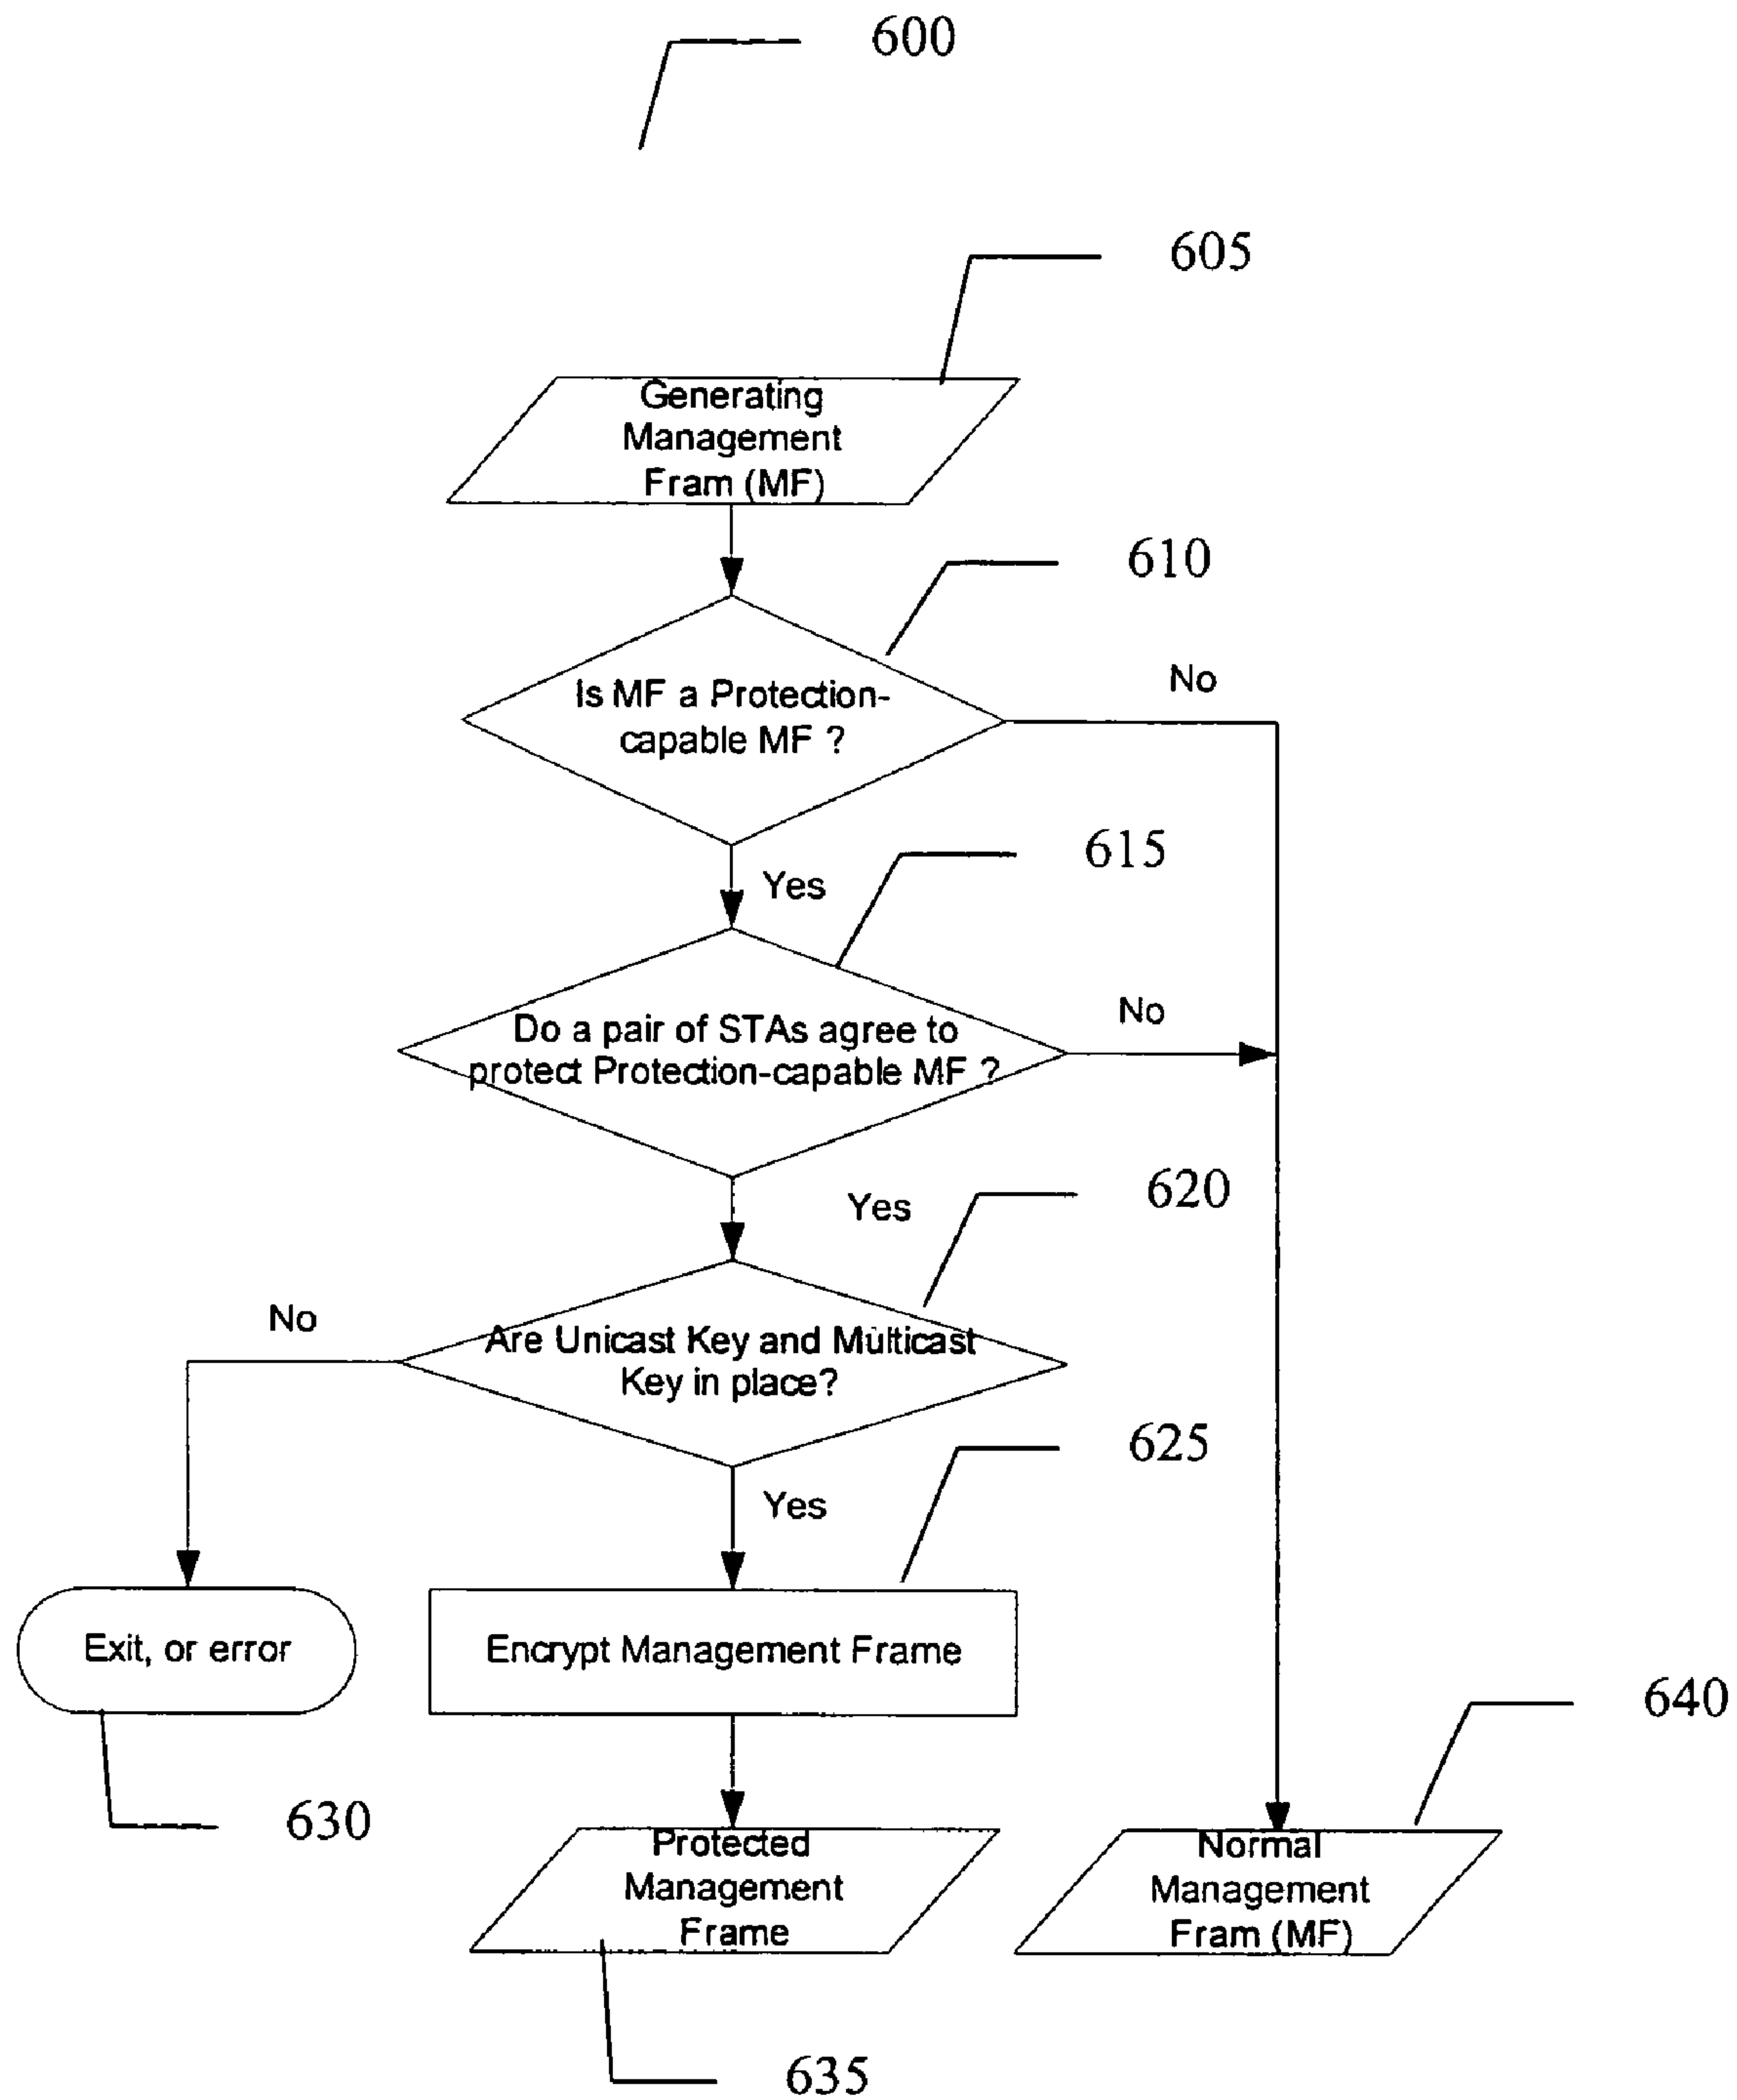 600
605
Generating
Management
Fram (MF)
610
Is MF a Protection-
capable MF ?
No
Yes
615
Do a pair of STAs agree to
protect Protection-capable MF ?
No
Yes
620
No
Are Unicast Key and Multicast
Key in place?
625
Yes
Exit, or error
Encrypt Management Frame
640
630
Protected
Management
Frame
Normal
Management
Fram (MF)
635